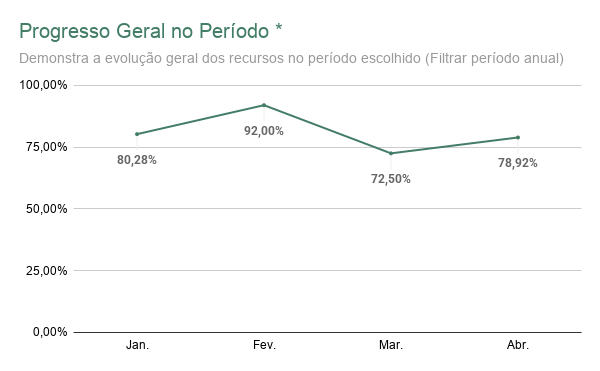 Progresso Geral no Período *
Demonstra a evolução geral dos recursos no período escolhido (Filtrar período anual)
100,00%
75,00%
50,00%
25,00%
0,00%
80,28%
92,00%
72,50%
78,92%
Jan.
Fev.
Mar.
Abr.